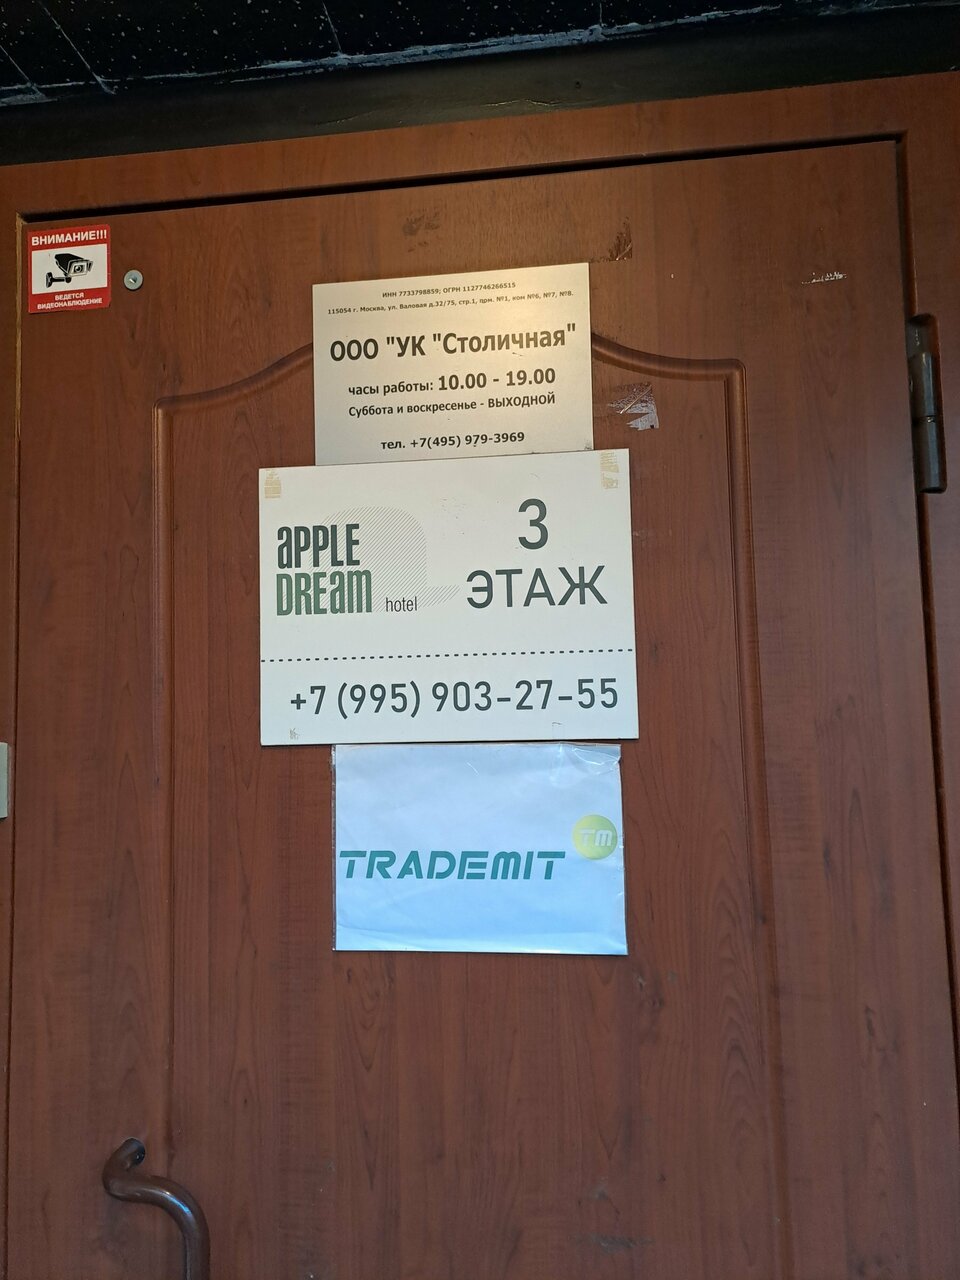 ВНИМАНИЕ!!!
ВЕДЕТСЯ
ВИДЕОНАБЛЮДЕНИЕ
ИНН 7733798859; ОГРН 1127746266515
115054 г. Москва, ул. Валовая д.32/75, стр.1, прм. №1, ком №6, №7, №8.
ООО "УК "Столичная"
часы работы: 10.00 - 19.00
Суббота и воскресенье - ВЫХОДНОЙ
тел. +7(495) 979-3969
aPPLE
DREam hotel
3
ЭТАЖ
+7 (995) 903-27-55
TM
TRADEMIT